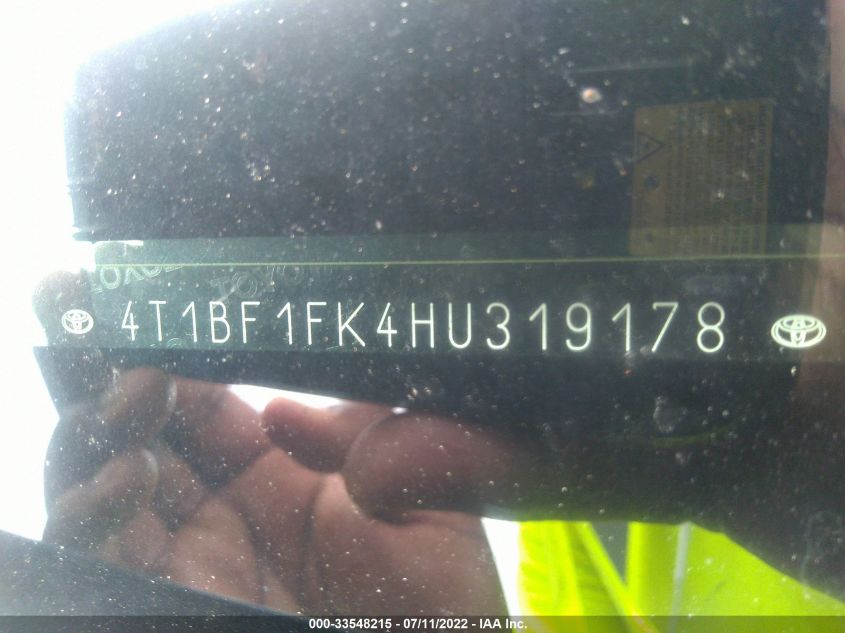 4T1BF1FK4HU319178
000-33548215 - 07/11/2022 - IAA Inc.